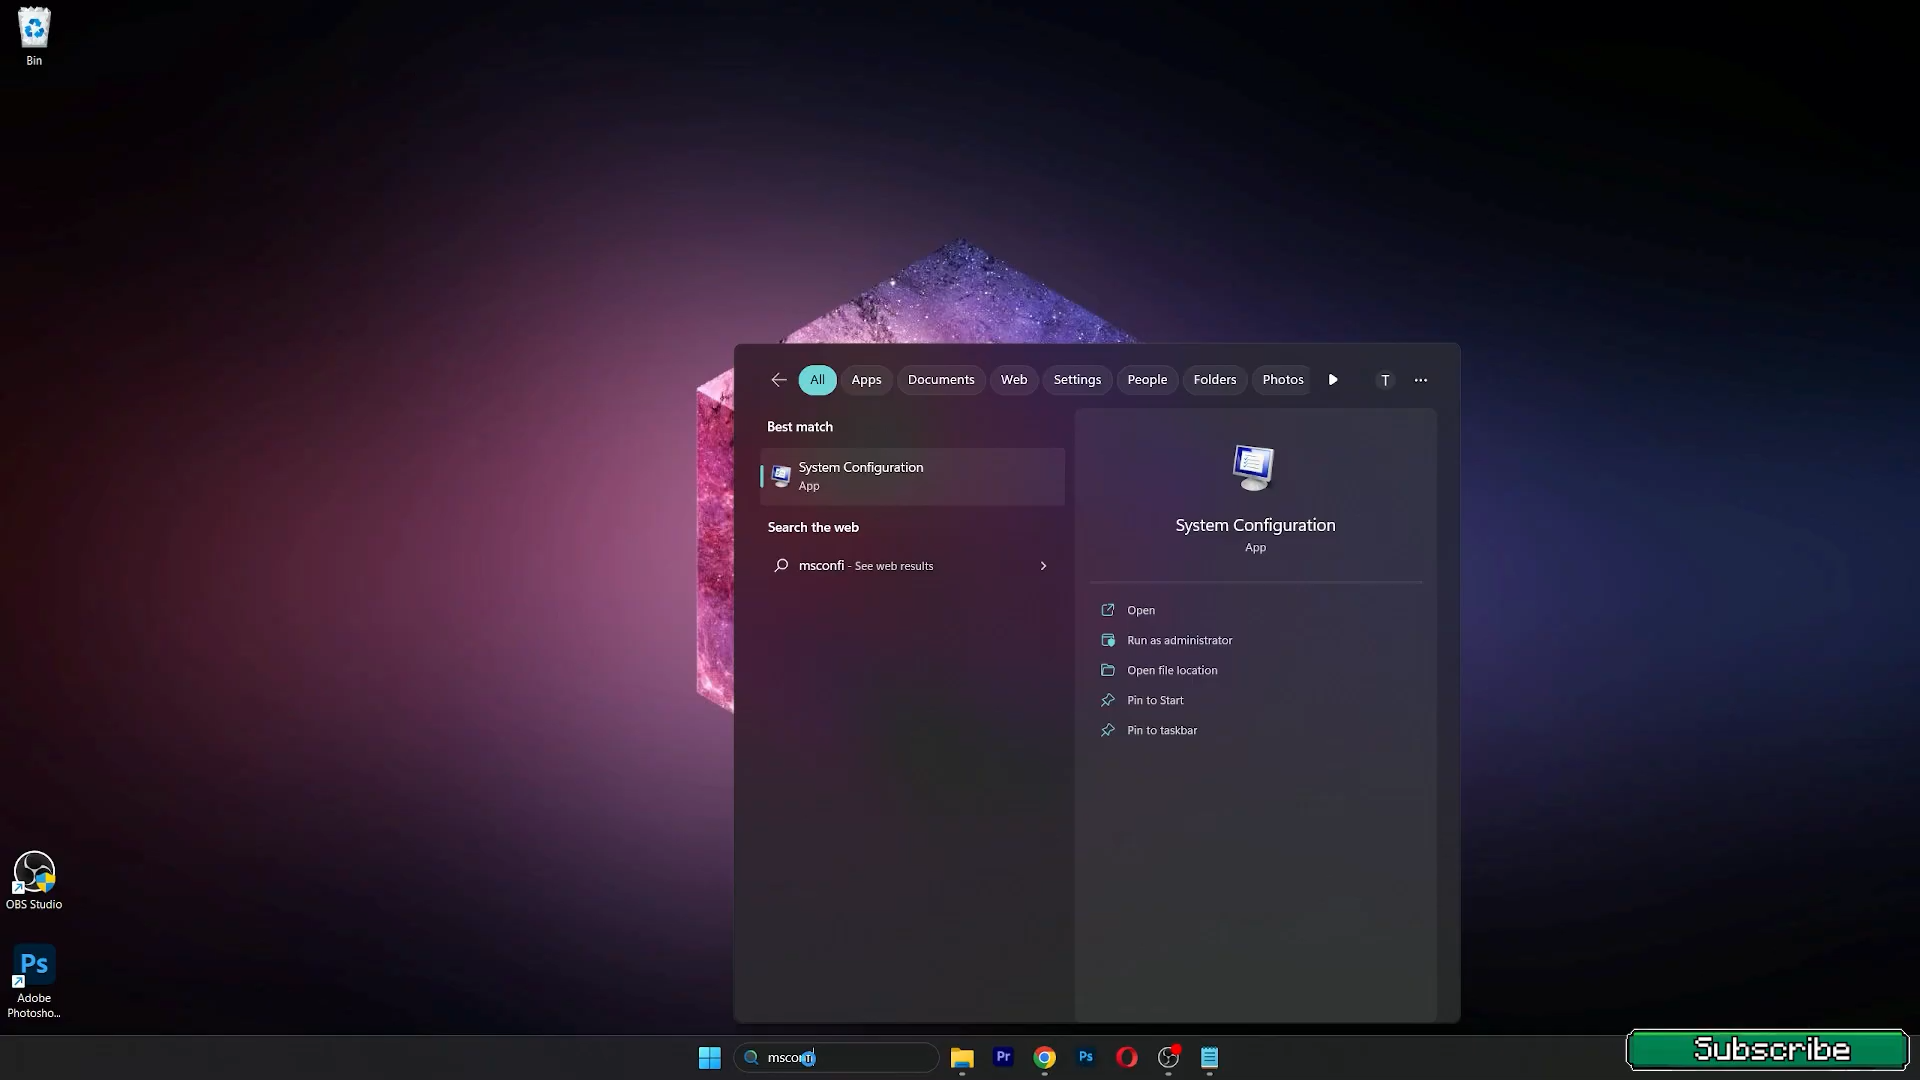 Bin
All
Apps
Documents
Web
Settings
People
Folders
Photos
T
Best match
System Configuration
App
Search the web
msconfi - See web results
System Configuration
App
Open
Run as administrator
Open file location
Pin to Start
Pin to taskbar
OBS Studio
Ps
Adobe
Photosho...
Pr
Ps
Subscribe